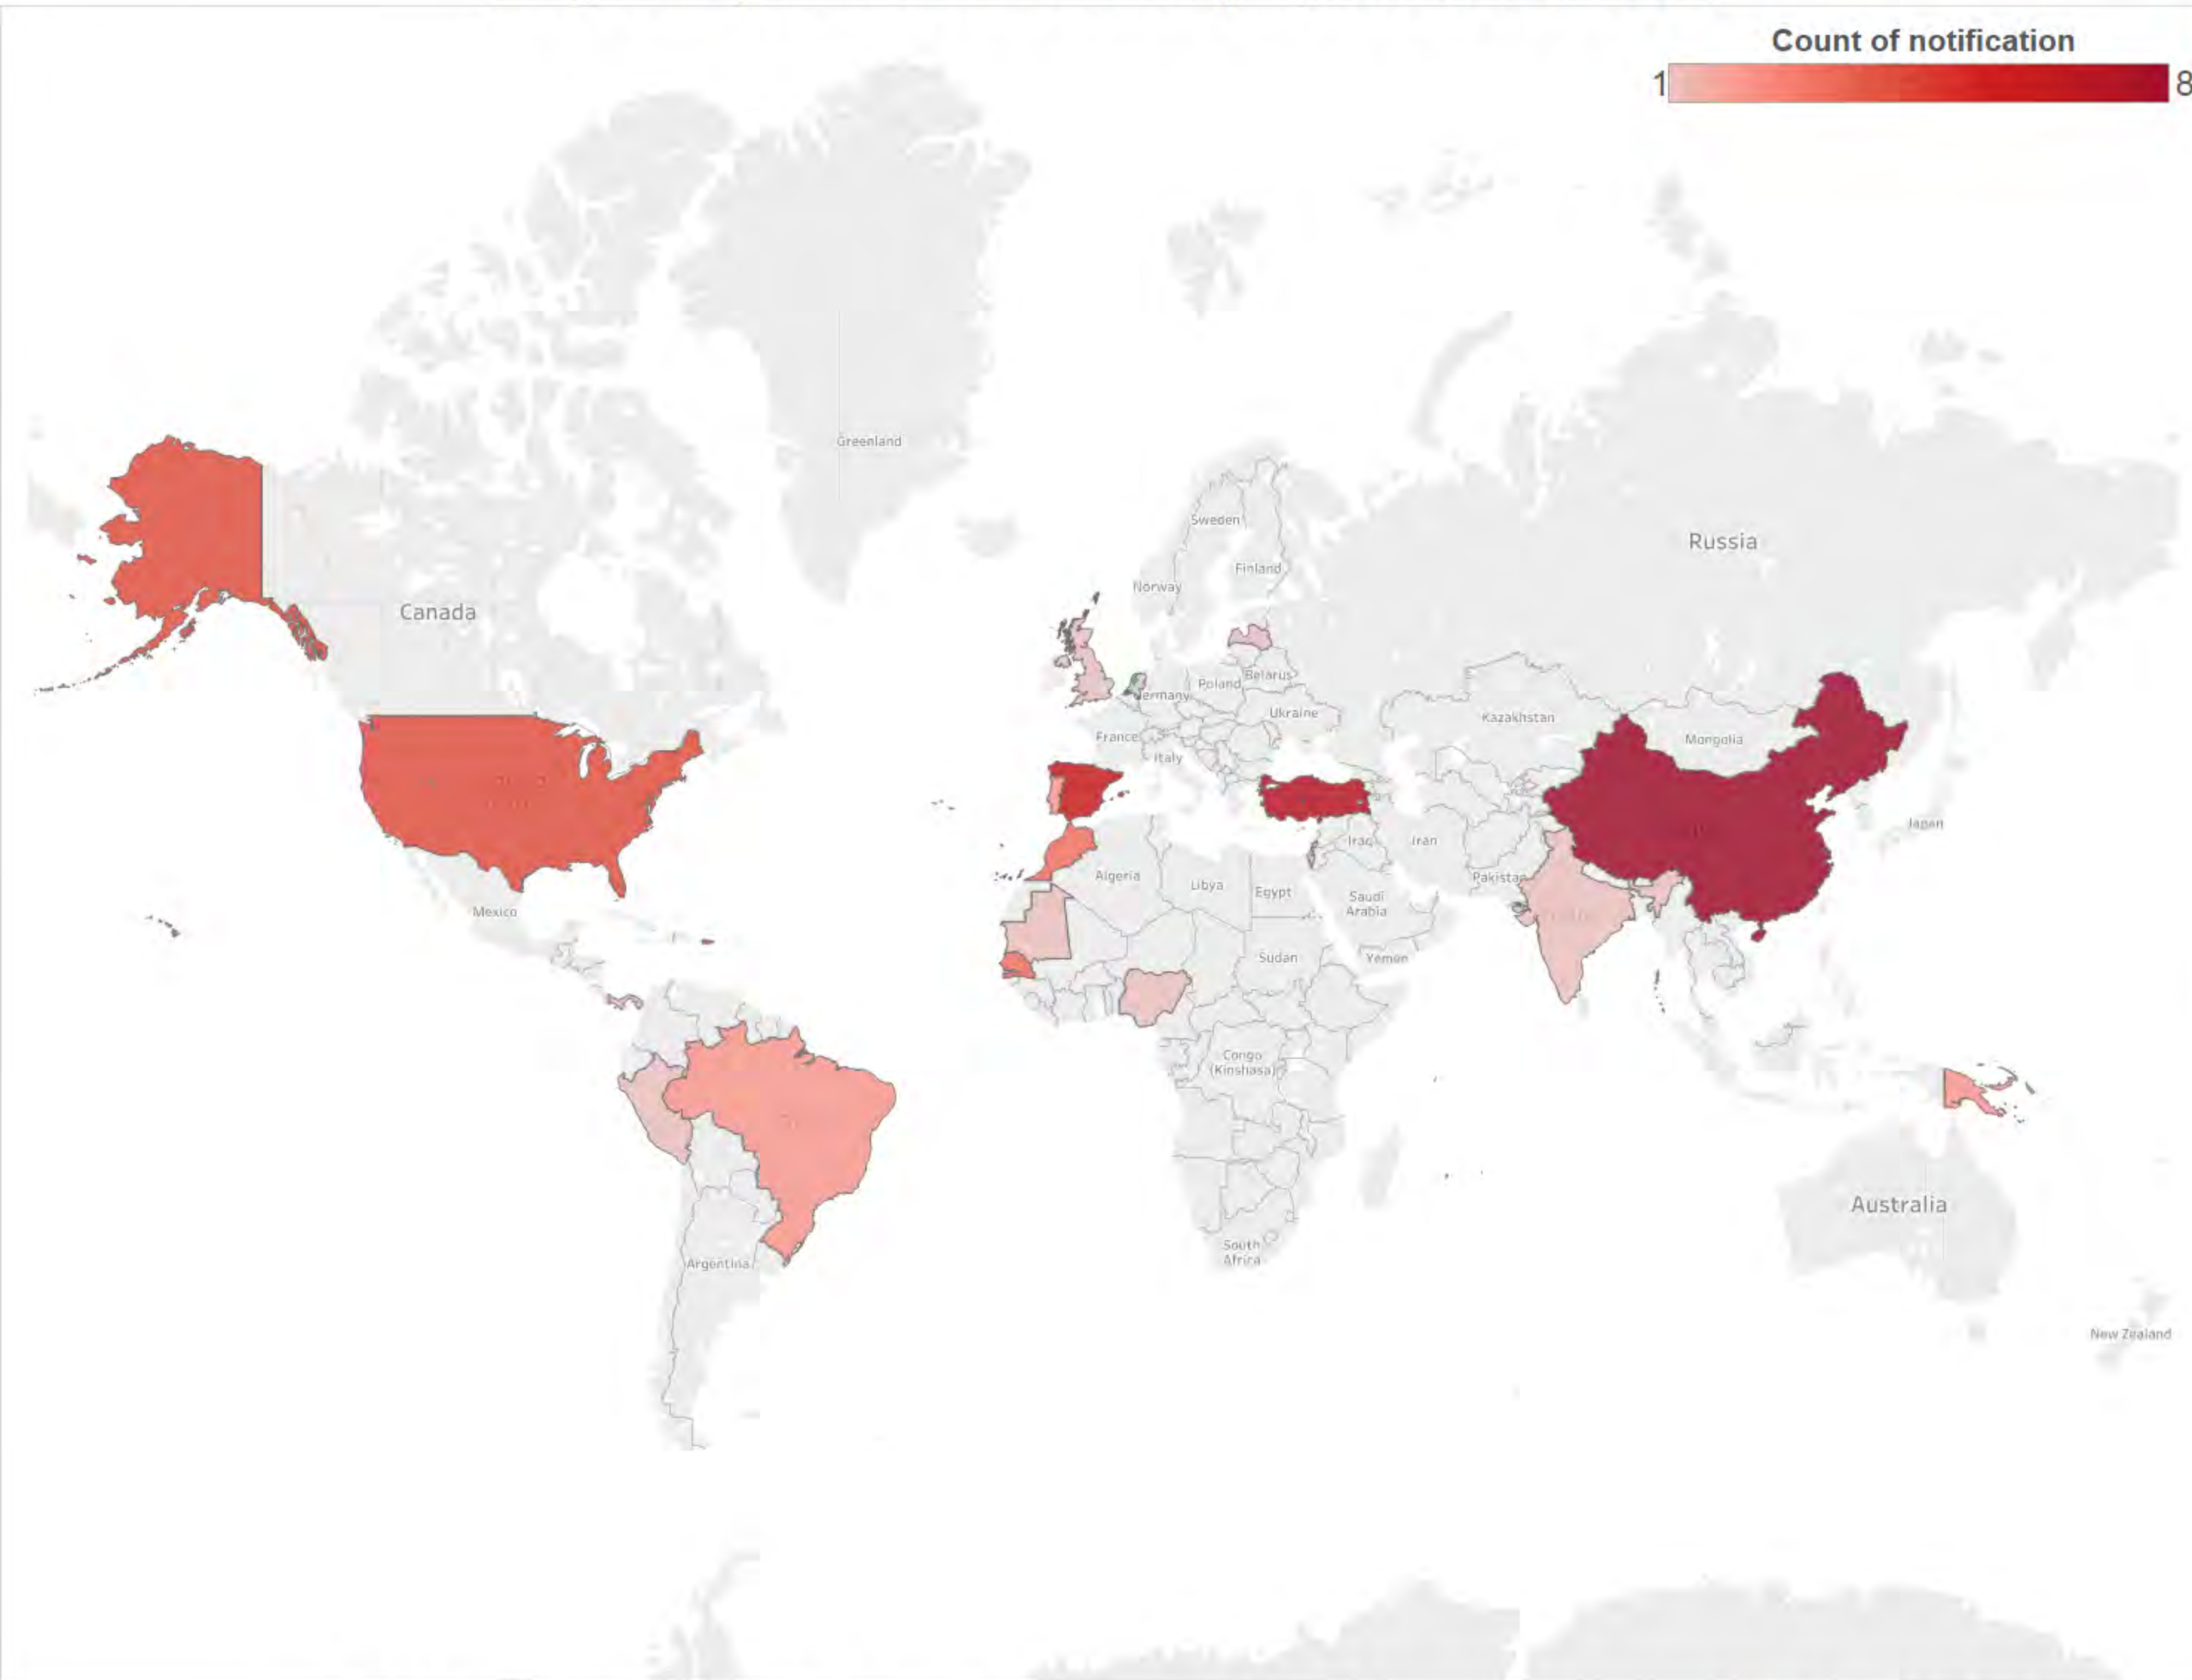 Count of notification
1
8
Greenland
Sweden
Russia
Finland
Norway
Canada
Poland
Belarus
ermany
Ukraine
Kazakhstan
France
Mongolia
Italy
Japan
Iraq
Iran
Algeria
Pakistan
Libya
Egypt
Saudi
Arabia
Mexico
Sudan
Yemen
Congo
(Kinshasa)
Australia
South
Africa
Argentina
New Zealand